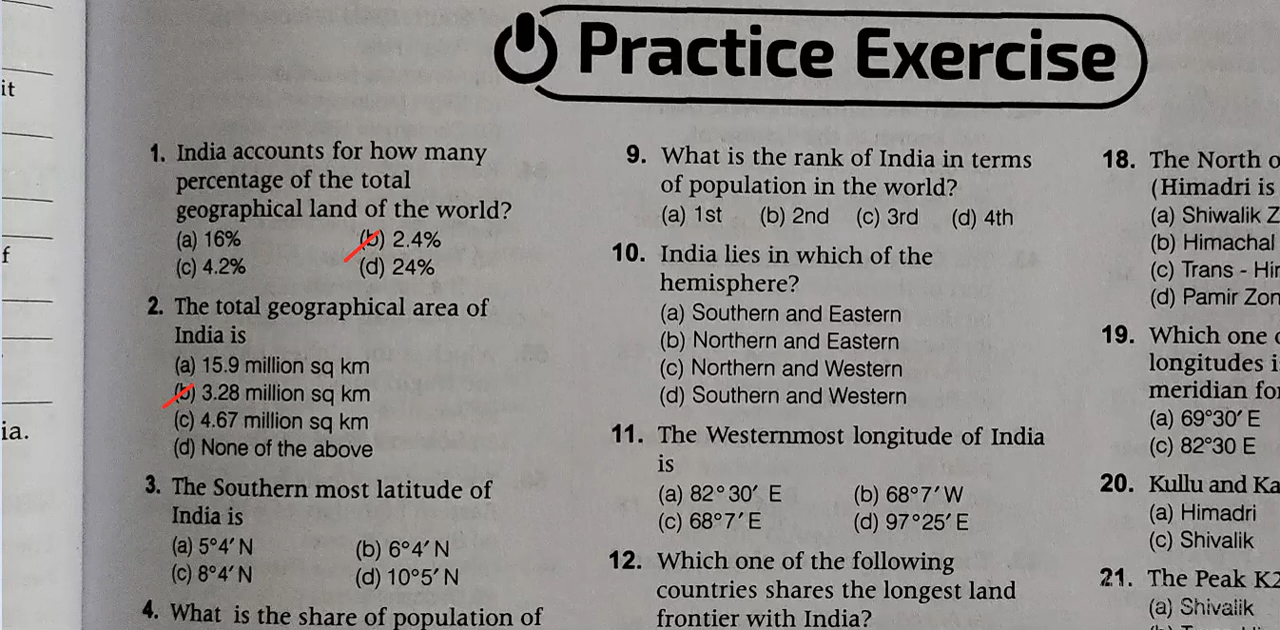 it
f
ia.
Practice Exercise
1. India accounts for how many
percentage of the total
geographical land of the world?
(a) 16% (b) 2.4%
(c) 4.2% (d) 24%
2. The total geographical area of
India is
(a) 15.9 million sq km
(b) 3.28 million sq km
(c) 4.67 million sq km
(d) None of the above
3. The Southern most latitude of
India is
(a) 5°4′ N (b) 6°4′ N
(c) 8°4′ N (d) 10°5′ N
4. What is the share of population of
9. What is the rank of India in terms
of population in the world?
(a) 1st (b) 2nd (c) 3rd (d) 4th
10. India lies in which of the
hemisphere?
(a) Southern and Eastern
(b) Northern and Eastern
(c) Northern and Western
(d) Southern and Western
11. The Westernmost longitude of India
is
(a) 82°30′ E (b) 68°7′ W
(c) 68°7′ E (d) 97°25′ E
12. Which one of the following
countries shares the longest land
frontier with India?
18. The North
(Himadri is
(a) Shiwalik
(b) Himachal
(c) Trans -
(d) Pamir
19. Which one
longitudes
meridian
(a) 69°30′ E
(c) 82°30 E
20. Kullu and
(a) Himadri
(c) Shivalik
21. The Peak K2
(a) Shivalik